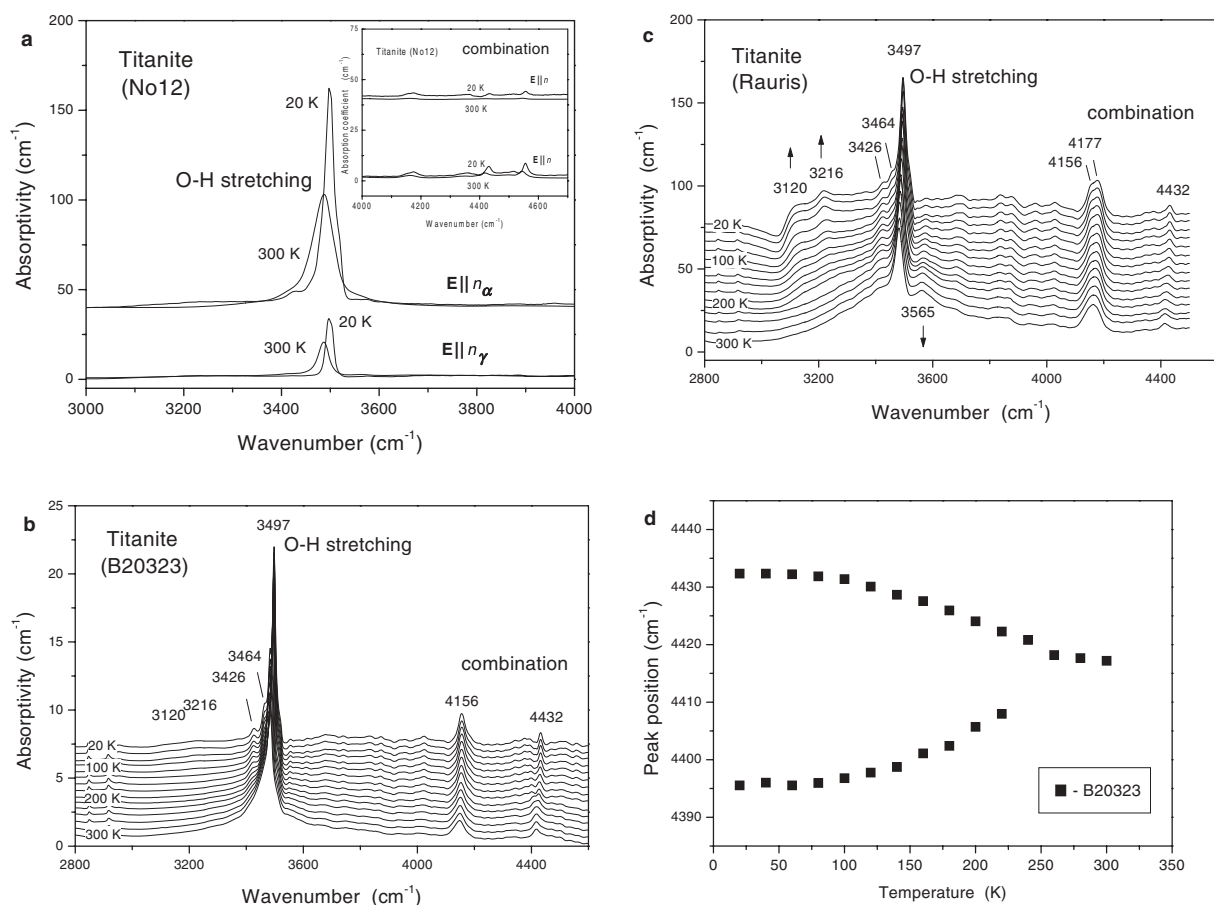 a
200
150
100
50
0
Absorptivity (cm-1)
Titanite
(No12)
20 K
O-H stretching
300 K
E|| nα
20 K
300 K
E|| nγ
3000 3200 3400 3600 3800 4000
Wavenumber (cm-1)
75
50
25
0
Absorption coefficient (cm-1)
Titanite (No12)
combination
E|| n
20 K
300 K
E|| n
20 K
300 K
4000 4200 4400 4600
Wavenumber (cm-1)
c
200
150
100
50
0
Absorptivity (cm-1)
Titanite
(Rauris)
3497
O-H stretching
3464
3426
3216
3120
combination
4177
4156
4432
20 K
100 K
200 K
300 K
3565
2800 3200 3600 4000 4400
Wavenumber (cm-1)
b
25
20
15
10
5
0
Absorptivity (cm-1)
Titanite
(B20323)
3497
O-H stretching
3464
3426
3216
3120
combination
4156
4432
20 K
100 K
200 K
300 K
2800 3200 3600 4000 4400
Wavenumber (cm-1)
d
4440
4430
4420
4410
4400
4390
Peak position (cm-1)
- B20323
0 50 100 150 200 250 300 350
Temperature (K)